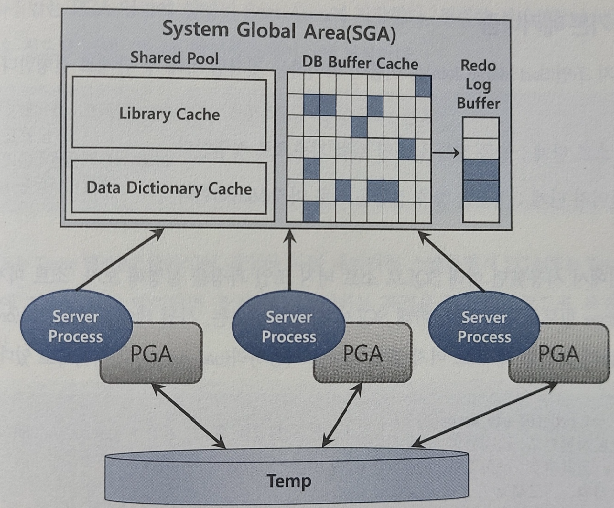 System Global Area(SGA)
Shared Pool
DB Buffer Cache
Redo
Log
Buffer
Library Cache
Data Dictionary Cache
Server
Process
PGA
Server
Process
PGA
Server
Process
PGA
Temp